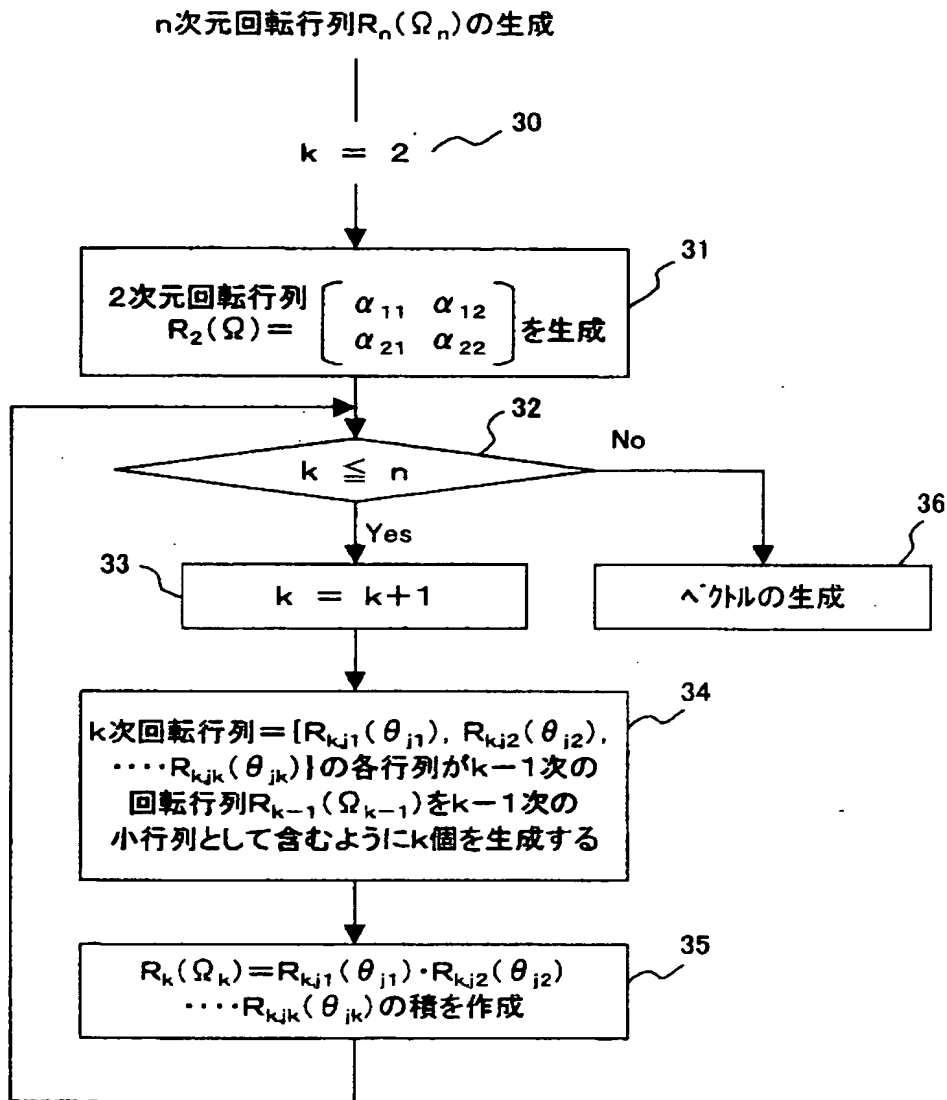 n次元回転行列Rn(Ωn)の生成
30
k = 2
31
2次元回転行列
R2(Ω)= α11 α12 を生成
α21 α22
32
No
k ≦ n
Yes
36
33
k = k+1
ベクトルの生成
34
k次回転行列=[Rkj1(θj1), Rkj2(θj2),
････Rkjk(θjk)}の各行列がk-1次の
回転行列Rk-1(Ωk-1)をk-1次の
小行列として含むようにk個を生成する
35
Rk(Ωk)=Rkj1(θj1)・Rkj2(θj2)
････Rkjk(θjk)の積を作成